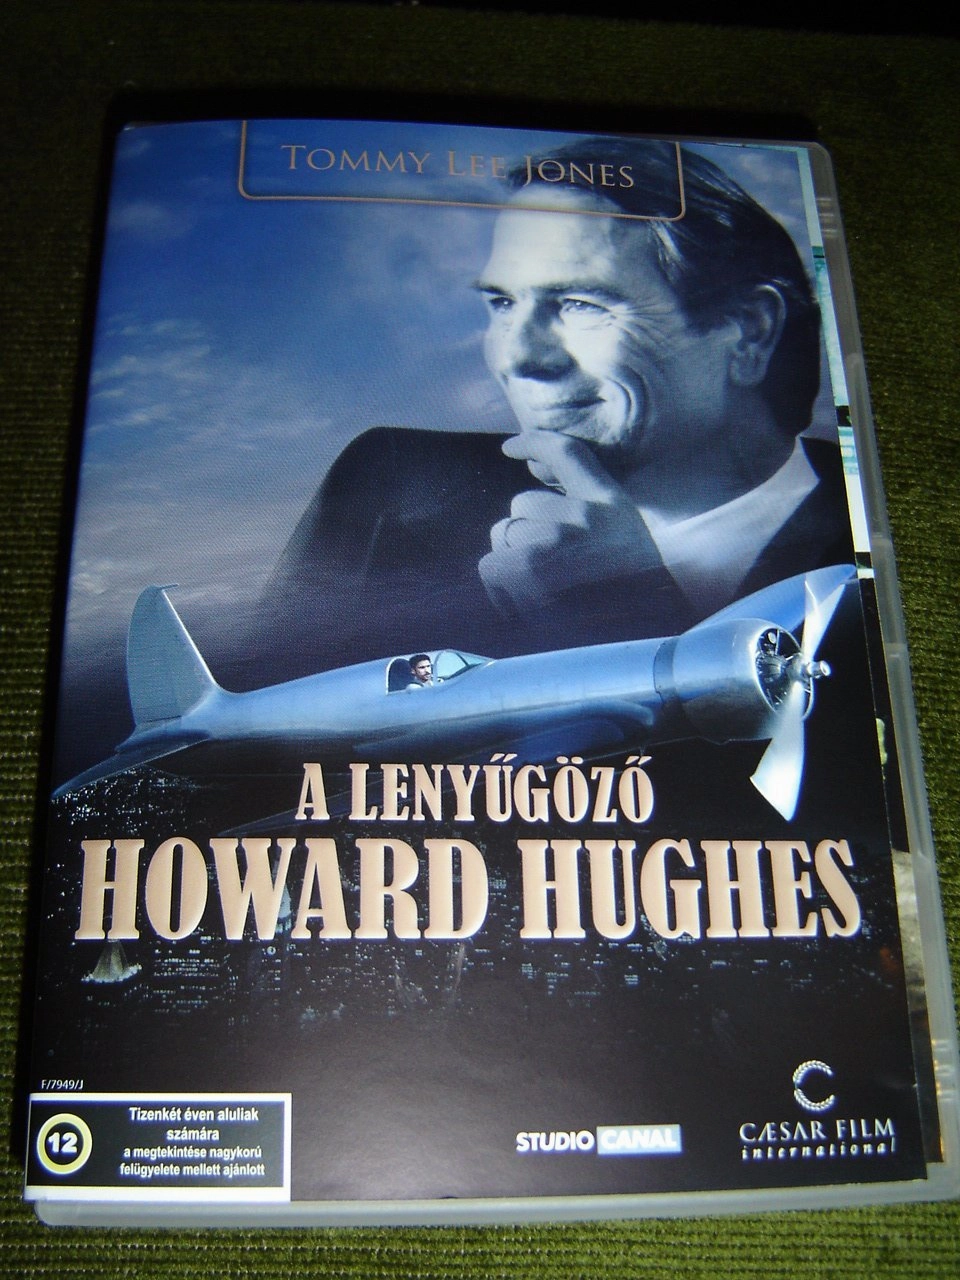 TOMMY LEE JONES
A LENYŰGÖZŐ
HOWARD HUGHES
F/7949/J
12
Tizenkét éven aluliak
számára
a megtekintése nagykorú
felügyelete mellett ajánlott
STUDIO CANAL
CÆSAR FILM
international